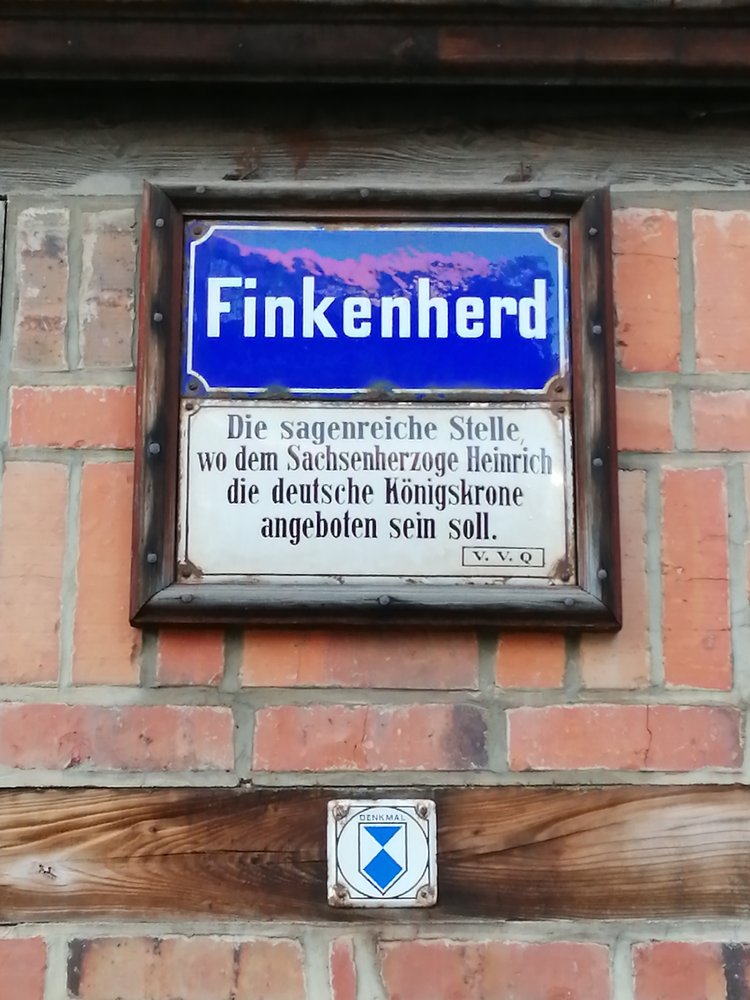 Finkenherd
Die sagenreiche Stelle,
wo dem Sachsenherzoge Heinrich
die deutsche Königskrone
angeboten sein soll.
V. V. Q
DENKMAL